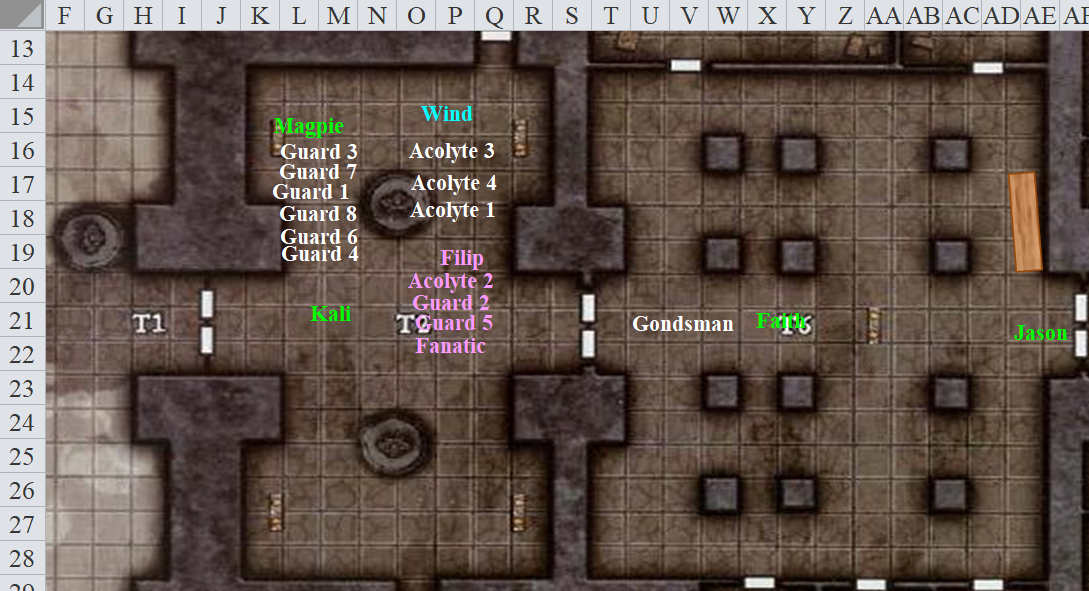 F G H I J K L M N O P Q R S T U V W X Y Z AA AB AC AD AE
13
14
15 Wind
Magpie
16 Guard 3 Acolyte 3
Guard 7
17 Guard 1 Acolyte 4
18 Guard 8 Acolyte 1
Guard 6
19 Guard 4 Filip
20 Acolyte 2
Guard 2
21 T1 Kali T2 Guard 5 Gondsman Faith T6 Jason
22 Fanatic
23
24
25
26
27
28